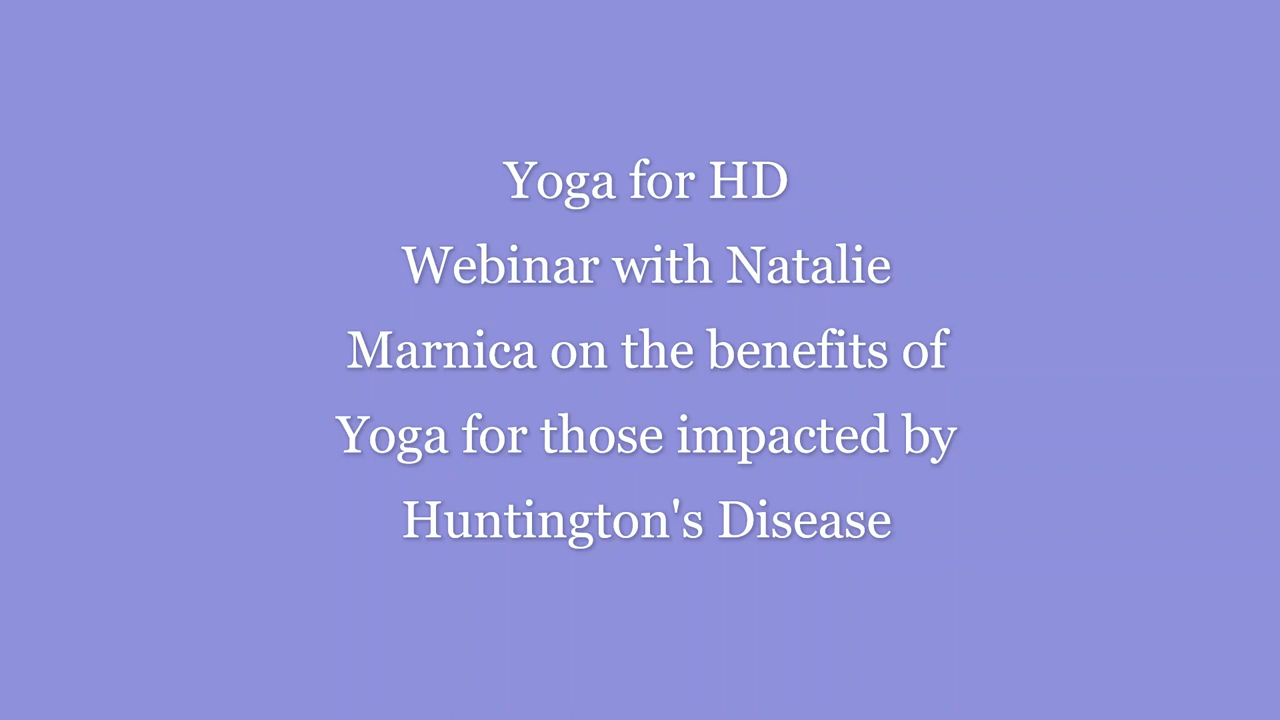 Yoga for HD
Webinar with Natalie
Marnica on the benefits of
Yoga for those impacted by
Huntington's Disease